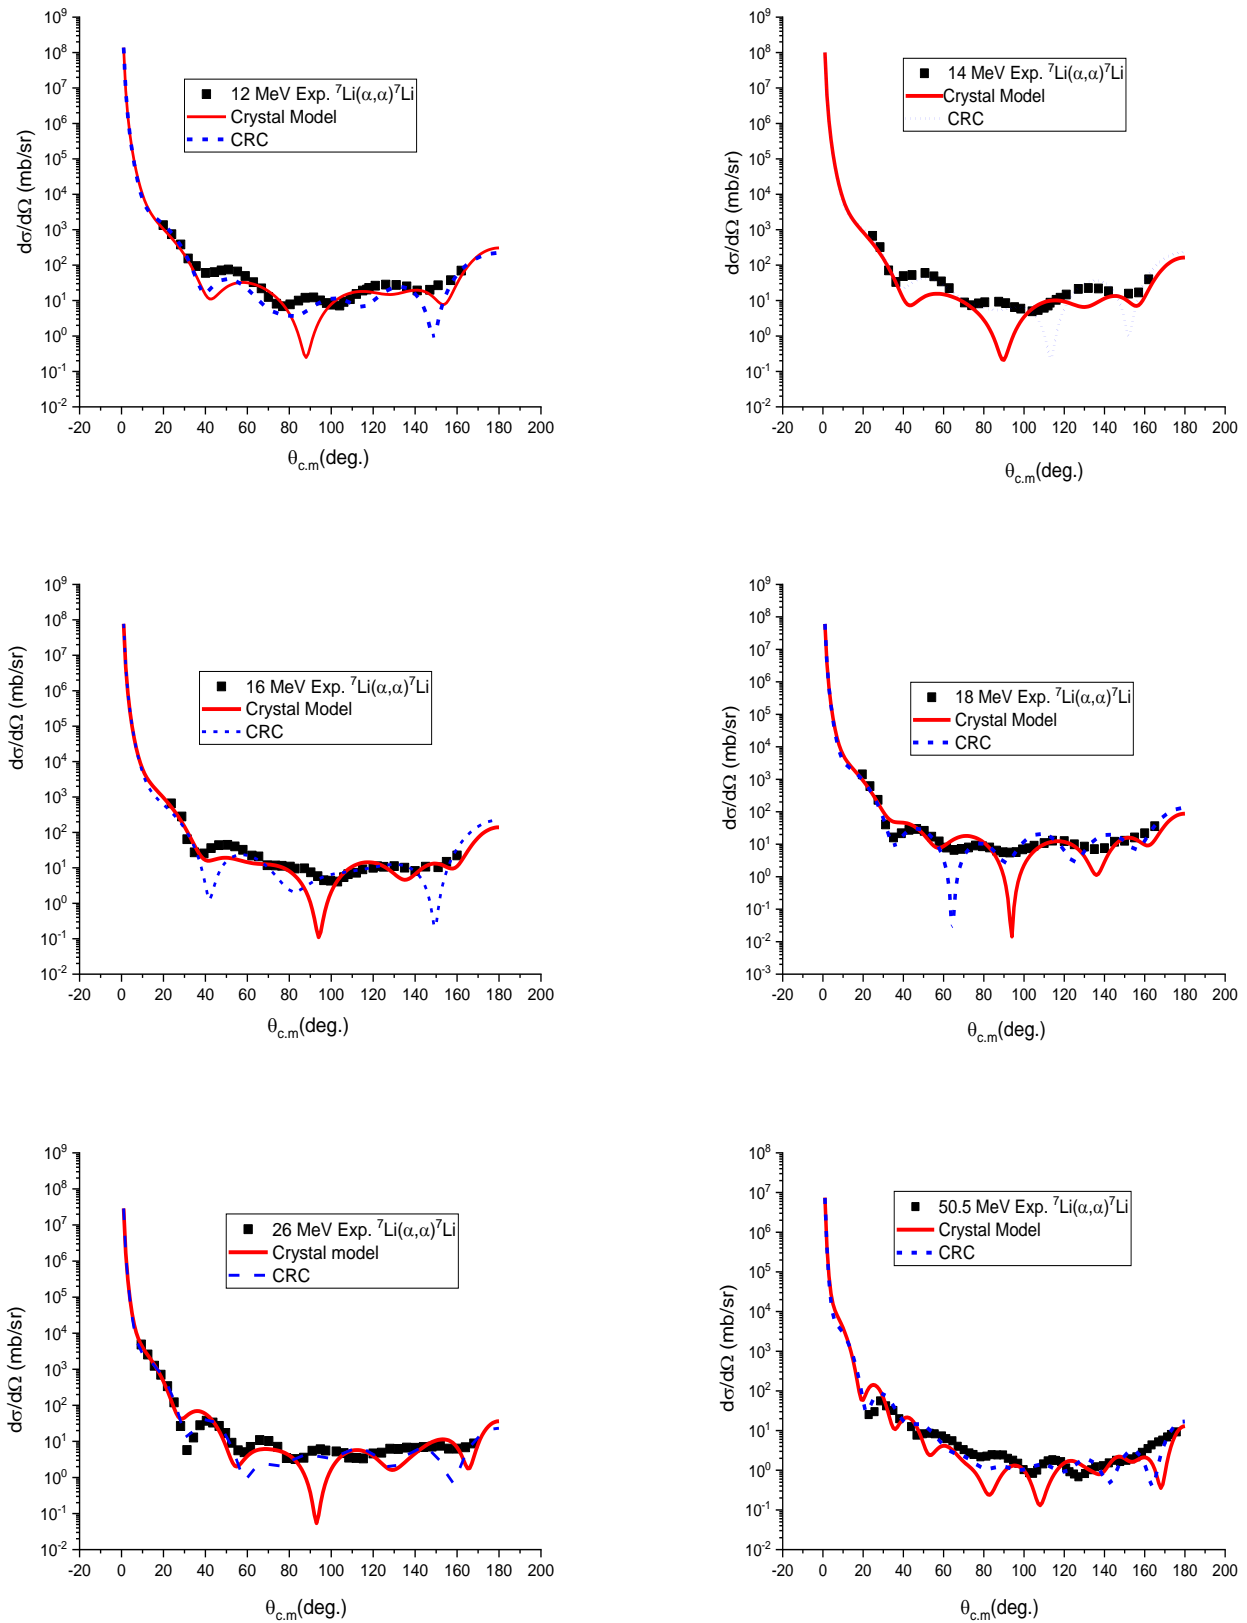 10⁹
10⁸
10⁷
10⁶
10⁵
10⁴
10³
10²
10¹
10⁰
10⁻¹
10⁻²
dσ/dΩ (mb/sr)
12 MeV Exp. ⁷Li(α,α)⁷Li
Crystal Model
CRC
-20 0 20 40 60 80 100 120 140 160 180 200
θc.m(deg.)
10⁹
10⁸
10⁷
10⁶
10⁵
10⁴
10³
10²
10¹
10⁰
10⁻¹
10⁻²
dσ/dΩ (mb/sr)
14 MeV Exp. ⁷Li(α,α)⁷Li
Crystal Model
CRC
-20 0 20 40 60 80 100 120 140 160 180 200
θc.m(deg.)
10⁹
10⁸
10⁷
10⁶
10⁵
10⁴
10³
10²
10¹
10⁰
10⁻¹
10⁻²
dσ/dΩ (mb/sr)
16 MeV Exp. ⁷Li(α,α)⁷Li
Crystal Model
CRC
-20 0 20 40 60 80 100 120 140 160 180 200
θc.m(deg.)
10⁹
10⁸
10⁷
10⁶
10⁵
10⁴
10³
10²
10¹
10⁰
10⁻¹
10⁻²
10⁻³
dσ/dΩ (mb/sr)
18 MeV Exp. ⁷Li(α,α)⁷Li
Crystal Model
CRC
-20 0 20 40 60 80 100 120 140 160 180 200
θc.m(deg.)
10⁹
10⁸
10⁷
10⁶
10⁵
10⁴
10³
10²
10¹
10⁰
10⁻¹
10⁻²
dσ/dΩ (mb/sr)
26 MeV Exp. ⁷Li(α,α)⁷Li
Crystal model
CRC
-20 0 20 40 60 80 100 120 140 160 180 200
θc.m(deg.)
10⁸
10⁷
10⁶
10⁵
10⁴
10³
10²
10¹
10⁰
10⁻¹
10⁻²
dσ/dΩ (mb/sr)
50.5 MeV Exp. ⁷Li(α,α)⁷Li
Crystal Model
CRC
-20 0 20 40 60 80 100 120 140 160 180 200
θc.m(deg.)